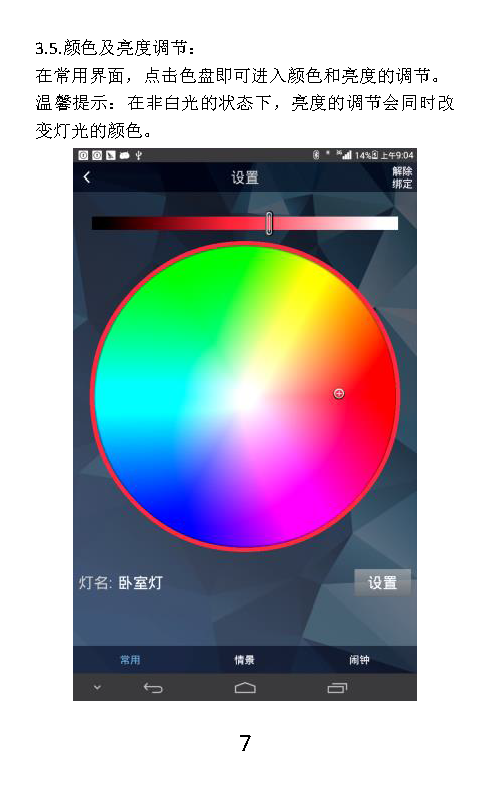 3.5.颜色及亮度调节：
在常用界面，点击色盘即可进入颜色和亮度的调节。
温馨提示：在非白光的状态下，亮度的调节会同时改
变灯光的颜色。
14% 上午9:04
设置
解除
绑定
灯名: 卧室灯
设置
常用 情景 闹钟
7